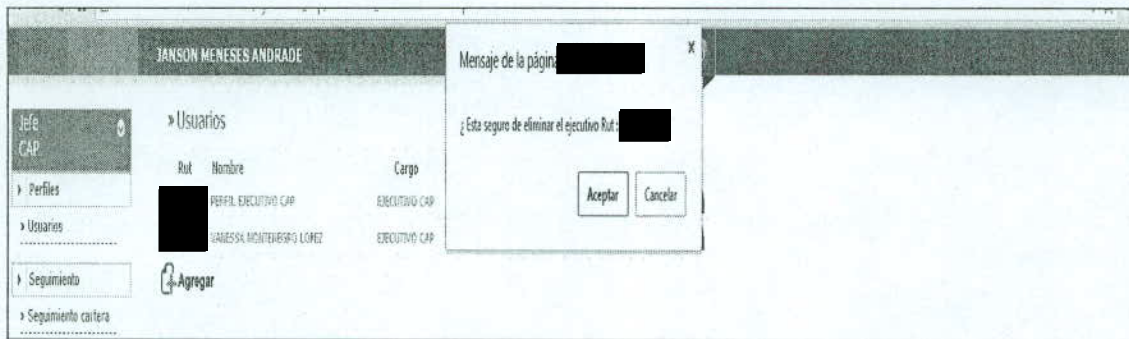 JANSON MENESES ANDRADE
Mensaje de la página
x
¿ Esta seguro de eliminar el ejecutivo Rut :
Aceptar
Cancelar
Jefe
CAP
» Usuarios
Rut Nombre Cargo
PERFIL EJECUTIVO CAP EJECUTIVO CAP
VANESSA MONTENEGRO LOPEZ EJECUTIVO CAP
Agregar
› Perfiles
» Usuarios
› Seguimiento
» Seguimiento cartera